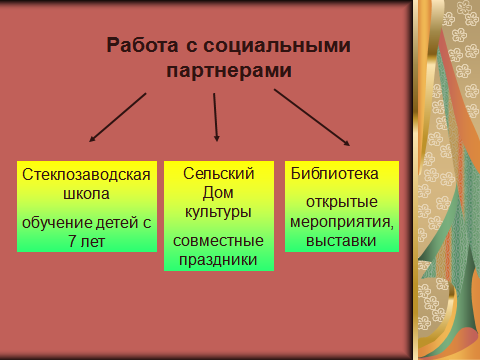 Работа с социальными
партнерами
Стеклозаводская
школа
обучение детей с
7 лет
Сельский
Дом
культуры
совместные
праздники
Библиотека
открытые
мероприятия,
выставки